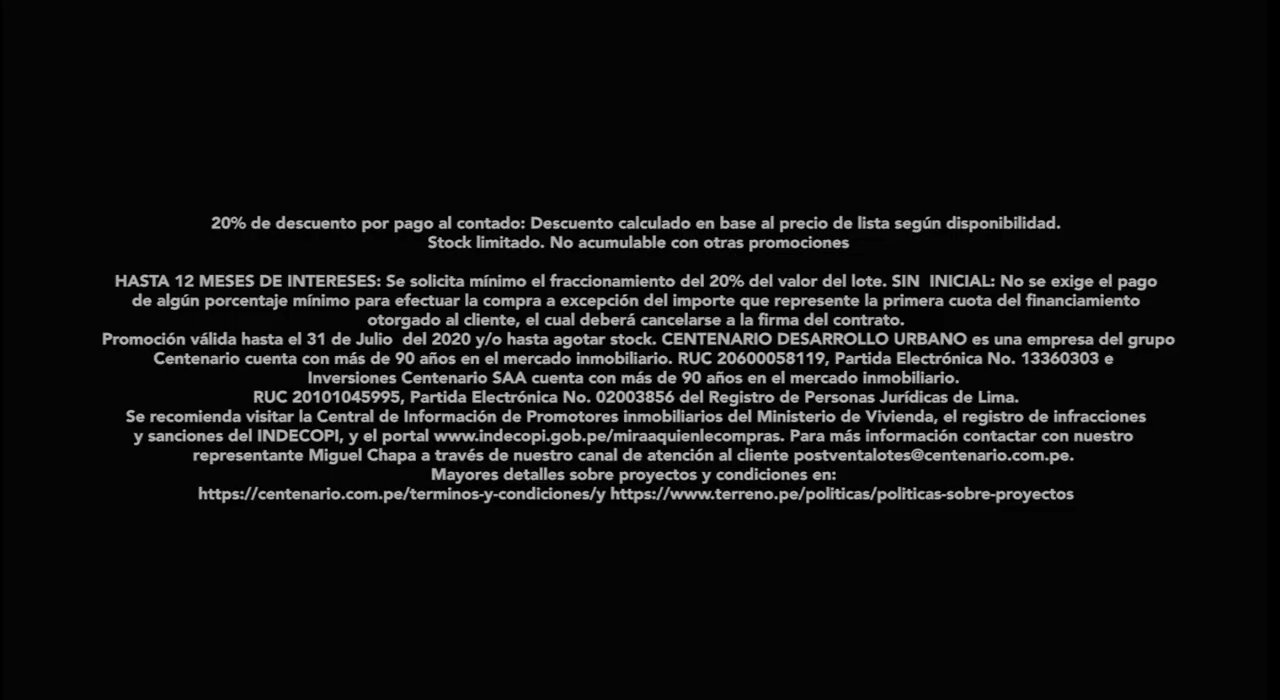 20% de descuento por pago al contado: Descuento calculado en base al precio de lista según disponibilidad.
Stock limitado. No acumulable con otras promociones
HASTA 12 MESES DE INTERESES: Se solicita mínimo el fraccionamiento del 20% del valor del lote. SIN  INICIAL: No se exige el pago
de algún porcentaje mínimo para efectuar la compra a excepción del importe que represente la primera cuota del financiamiento
otorgado al cliente, el cual deberá cancelarse a la firma del contrato.
Promoción válida hasta el 31 de Julio  del 2020 y/o hasta agotar stock. CENTENARIO DESARROLLO URBANO es una empresa del grupo
Centenario cuenta con más de 90 años en el mercado inmobiliario. RUC 20600058119, Partida Electrónica No. 13360303 e
Inversiones Centenario SAA cuenta con más de 90 años en el mercado inmobiliario.
RUC 20101045995, Partida Electrónica No. 02003856 del Registro de Personas Jurídicas de Lima.
Se recomienda visitar la Central de Información de Promotores inmobiliarios del Ministerio de Vivienda, el registro de infracciones
y sanciones del INDECOPI, y el portal www.indecopi.gob.pe/miraaquienlecompras. Para más información contactar con nuestro
representante Miguel Chapa a través de nuestro canal de atención al cliente postventalotes@centenario.com.pe.
Mayores detalles sobre proyectos y condiciones en:
https://centenario.com.pe/terminos-y-condiciones/y https://www.terreno.pe/politicas/politicas-sobre-proyectos